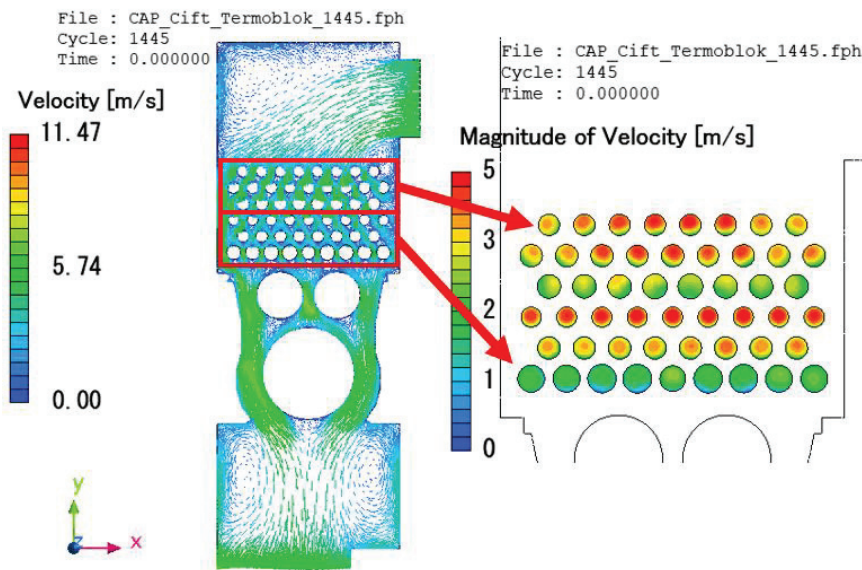 File : CAP_Cift_Termoblok_1445.fph
Cycle: 1445
Time : 0.000000
Velocity [m/s]
11.47
5.74
0.00
y
z
x
File : CAP_Cift_Termoblok_1445.fph
Cycle: 1445
Time : 0.000000
Magnitude of Velocity [m/s]
5
3
2
1
0